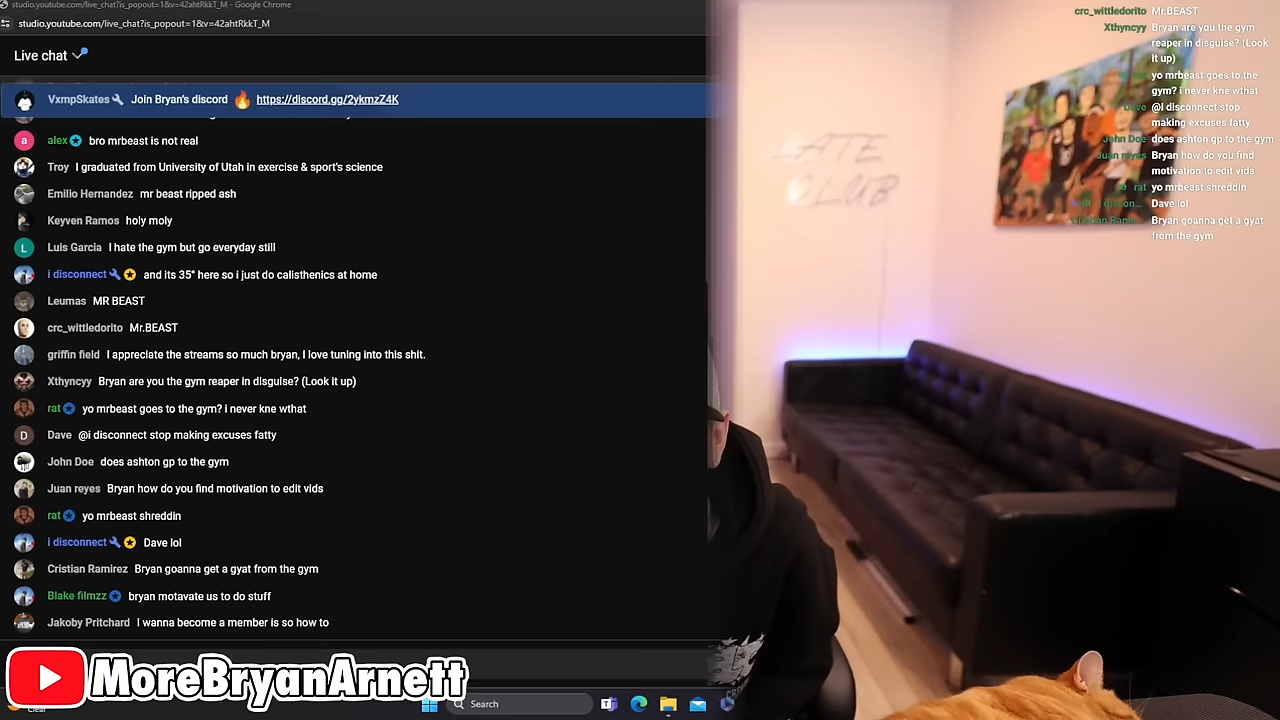 studio.youtube.com/live_chat?is_popout=1&v=42ahtRkkT_M - Google Chrome
studio.youtube.com/live_chat?is_popout=1&v=42ahtRkkT_M
Live chat
VxmpSkates Join Bryan's discord 🔥 https://discord.gg/2ykmzZ4K
alex bro mrbeast is not real
Troy I graduated from University of Utah in exercise & sport's science
Emilio Hernandez mr beast ripped ash
Keyven Ramos holy moly
Luis Garcia I hate the gym but go everyday still
i disconnect and its 35° here so i just do calisthenics at home
Leumas MR BEAST
crc_wittledorito Mr.BEAST
griffin field I appreciate the streams so much bryan, I love tuning into this shit.
Xthyncyy Bryan are you the gym reaper in disguise? (Look it up)
rat yo mrbeast goes to the gym? i never kne wthat
Dave @i disconnect stop making excuses fatty
John Doe does ashton gp to the gym
Juan reyes Bryan how do you find motivation to edit vids
rat yo mrbeast shreddin
i disconnect Dave lol
Cristian Ramirez Bryan goanna get a gyat from the gym
Blake filmzz bryan motavate us to do stuff
Jakoby Pritchard I wanna become a member is so how to
MoreBryanArnett
Clear
Search
LATE
CLUB
crc_wittledorito Mr.BEAST
Xthyncyy Bryan are you the gym
reaper in disguise? (Look
it up)
yo mrbeast goes to the
gym? i never kne wthat
Dave @i disconnect stop
making excuses fatty
John Doe does ashton gp to the gym
Juan reyes Bryan how do you find
motivation to edit vids
rat yo mrbeast shreddin
i discon... Dave lol
Cristian Rami... Bryan goanna get a gyat
from the gym